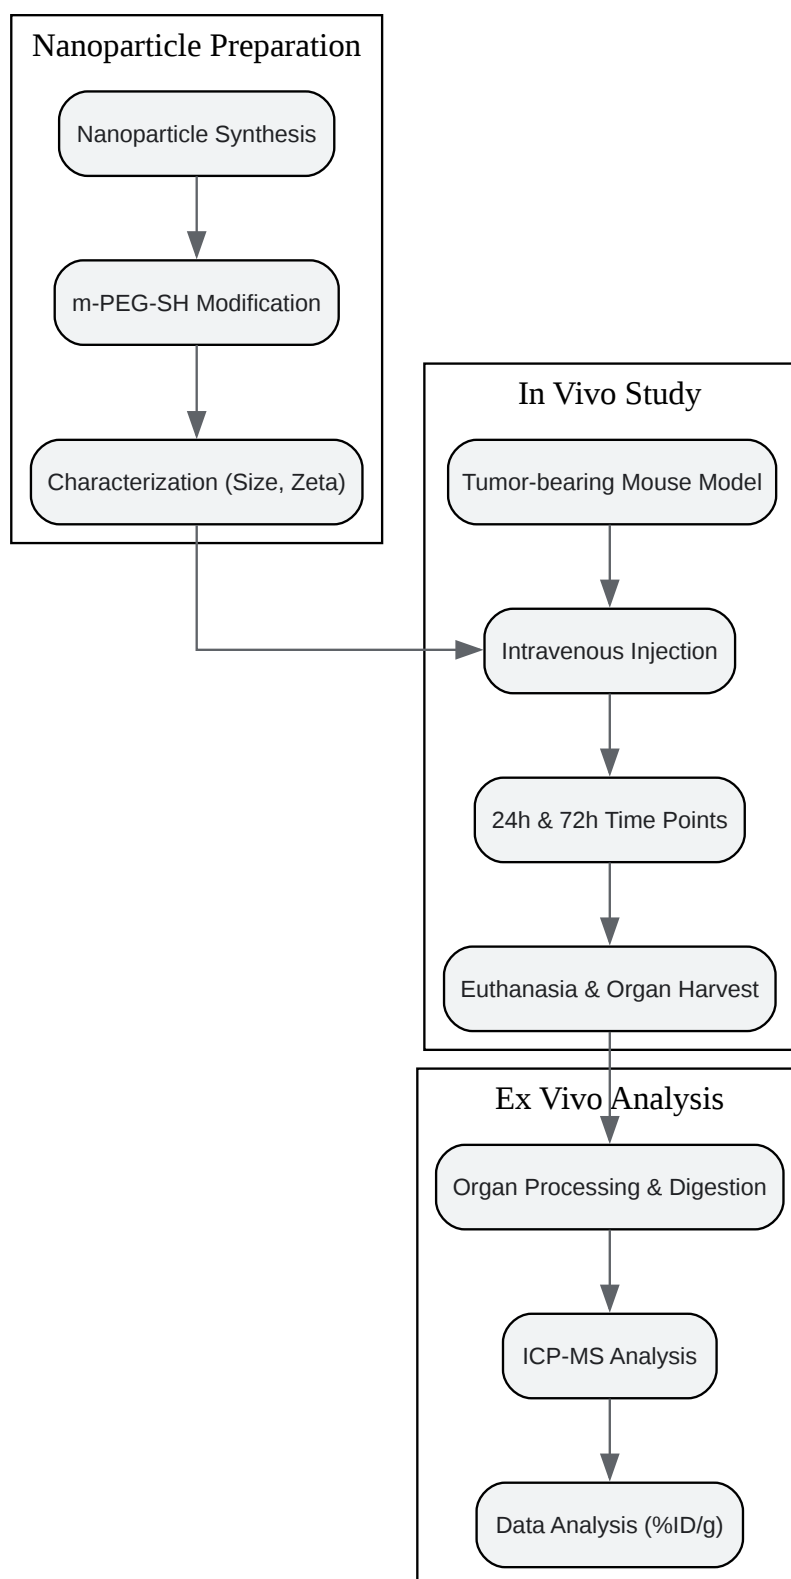 Nanoparticle Preparation
Nanoparticle Synthesis
m-PEG-SH Modification
Characterization (Size, Zeta)
In Vivo Study
Tumor-bearing Mouse Model
Intravenous Injection
24h & 72h Time Points
Euthanasia & Organ Harvest
Ex Vivo Analysis
Organ Processing & Digestion
ICP-MS Analysis
Data Analysis (%ID/g)